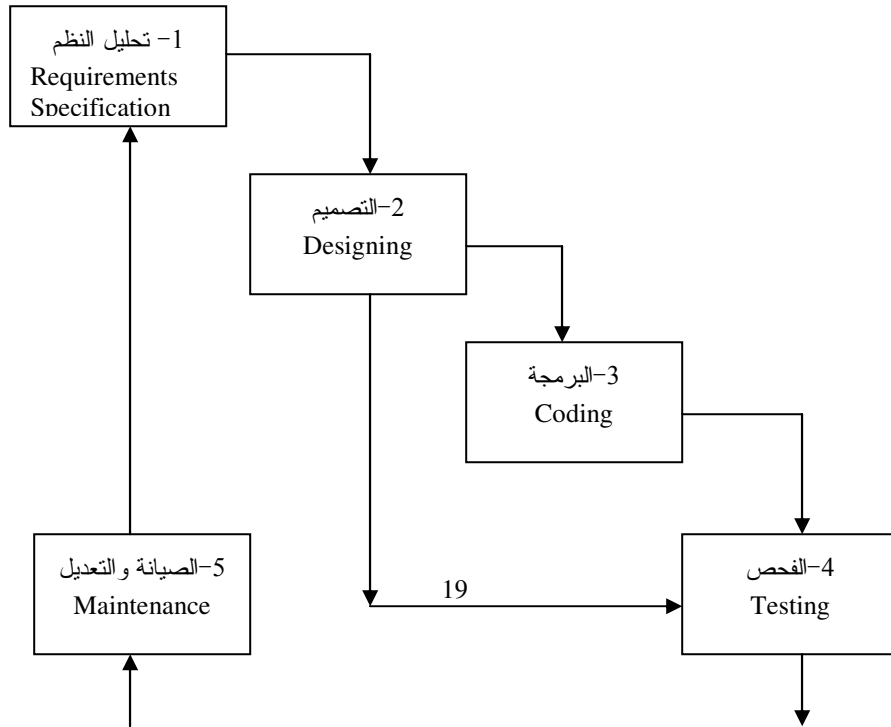 1- تحليل النظم
Requirements
Specification
2-التصميم
Designing
3-البرمجة
Coding
4-الفحص
Testing
5-الصيانة والتعديل
Maintenance
19